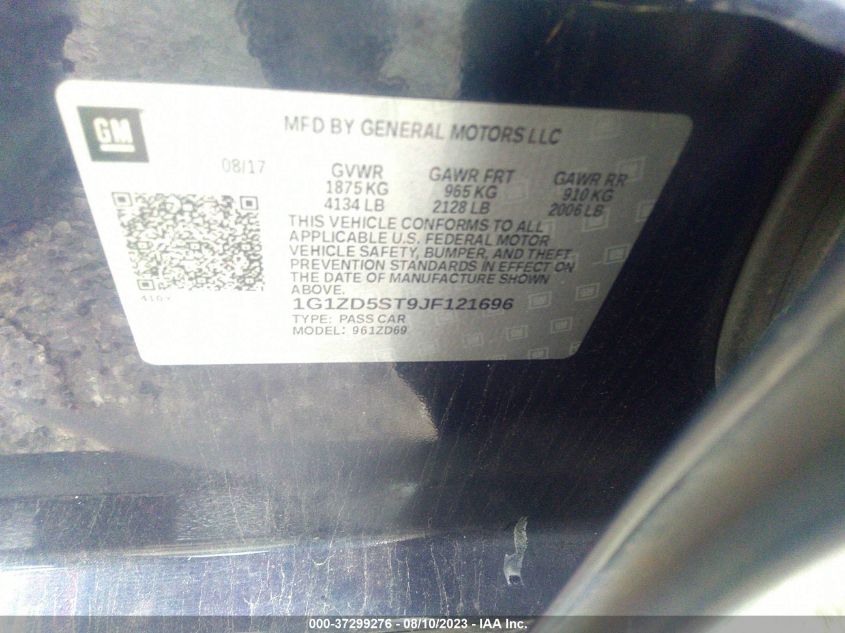 GM
MFD BY GENERAL MOTORS LLC
08/17 GVWR GAWR FRT GAWR RR
1875 KG 965 KG 910 KG
4134 LB 2128 LB 2006 LB
THIS VEHICLE CONFORMS TO ALL
APPLICABLE U.S. FEDERAL MOTOR
VEHICLE SAFETY, BUMPER, AND THEFT
PREVENTION STANDARDS IN EFFECT ON
THE DATE OF MANUFACTURE SHOWN
ABOVE.
1G1ZD5ST9JF121696
TYPE: PASS CAR
MODEL: 961ZD69
000-37299276 - 08/10/2023 - IAA Inc.